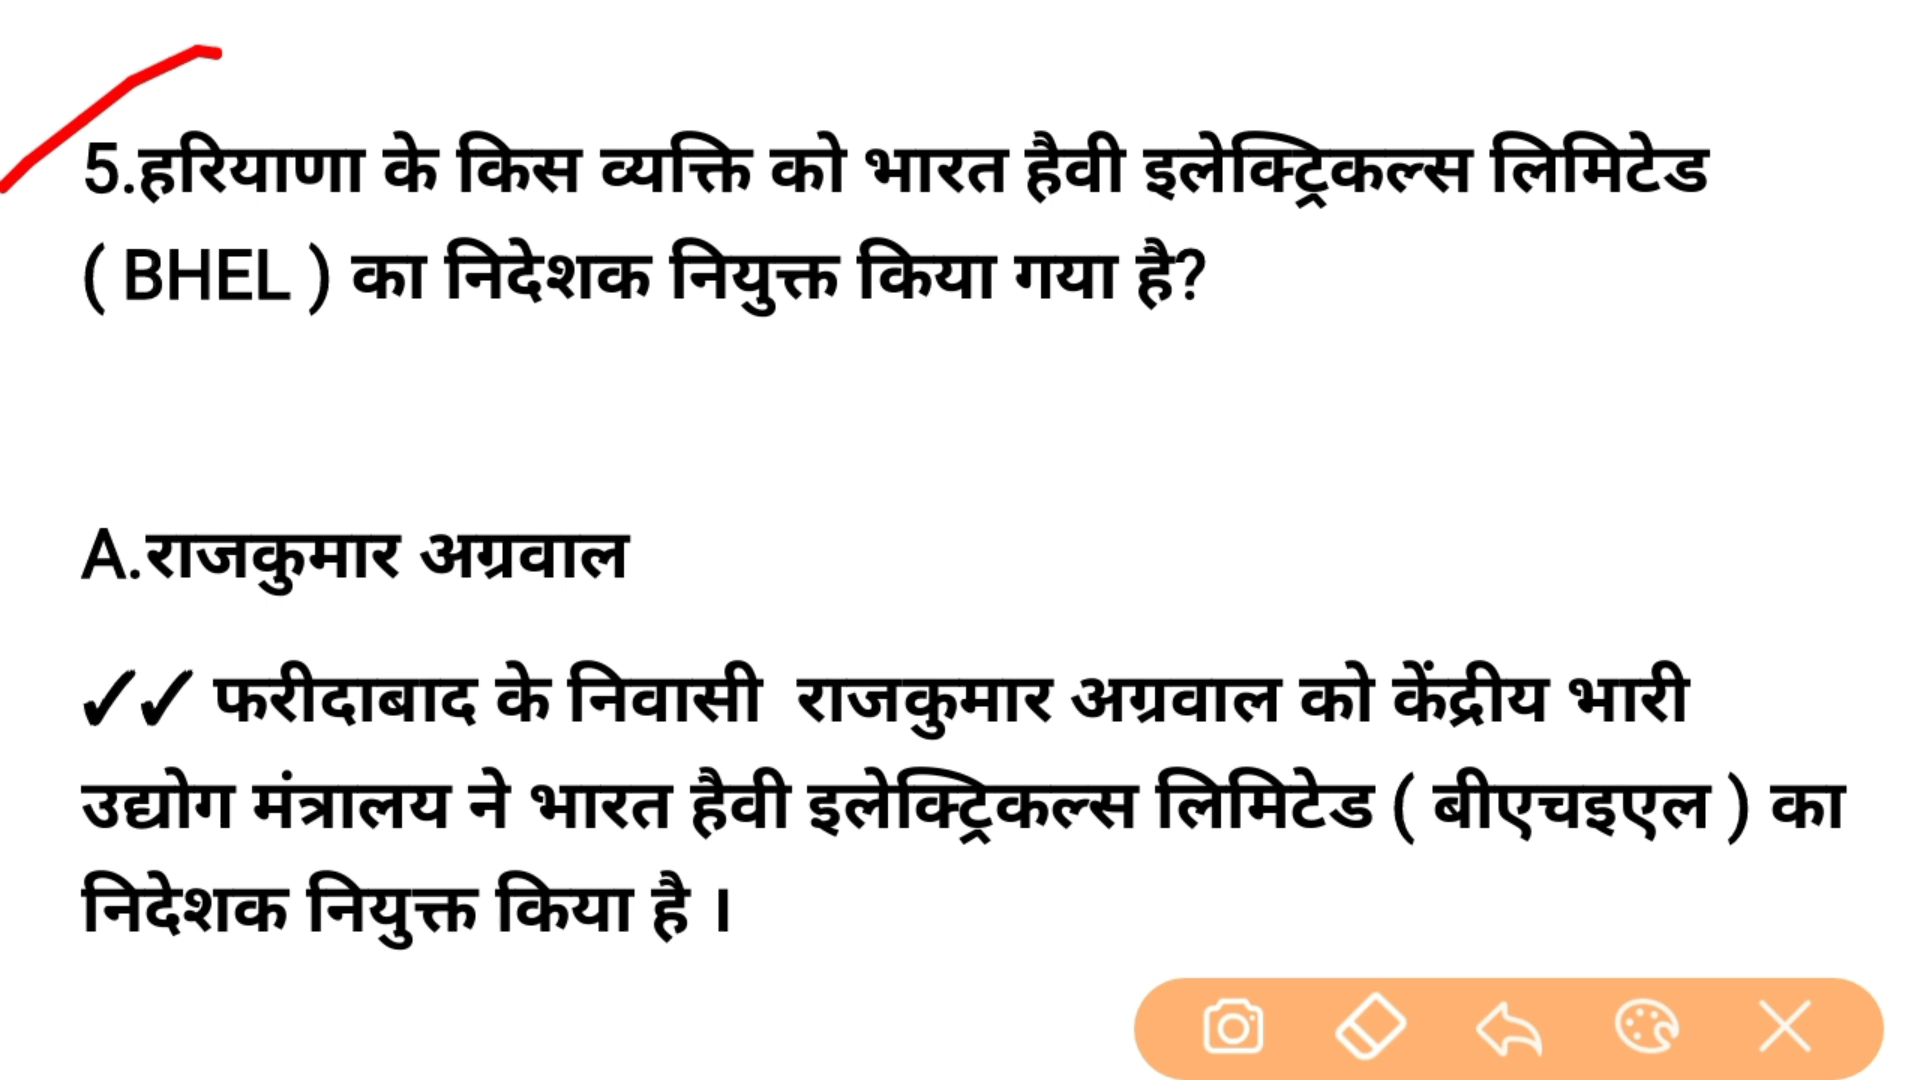 5.हरियाणा के किस व्यक्ति को भारत हैवी इलेक्ट्रिकल्स लिमिटेड
( BHEL ) का निदेशक नियुक्त किया गया है?
A.राजकुमार अग्रवाल
✓✓ फरीदाबाद के निवासी  राजकुमार अग्रवाल को केंद्रीय भारी
उद्योग मंत्रालय ने भारत हैवी इलेक्ट्रिकल्स लिमिटेड ( बीएचइएल ) का
निदेशक नियुक्त किया है ।